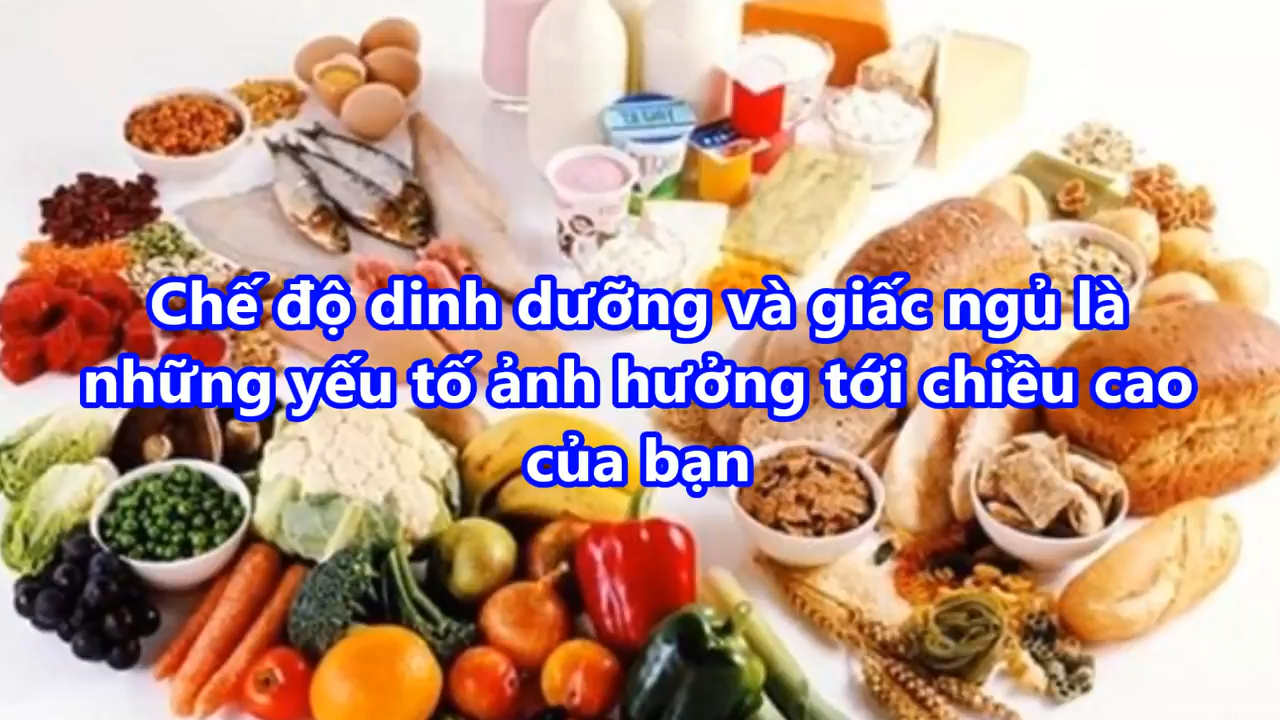 Chế độ dinh dưỡng và giấc ngủ là
những yếu tố ảnh hưởng tới chiều cao
của bạn